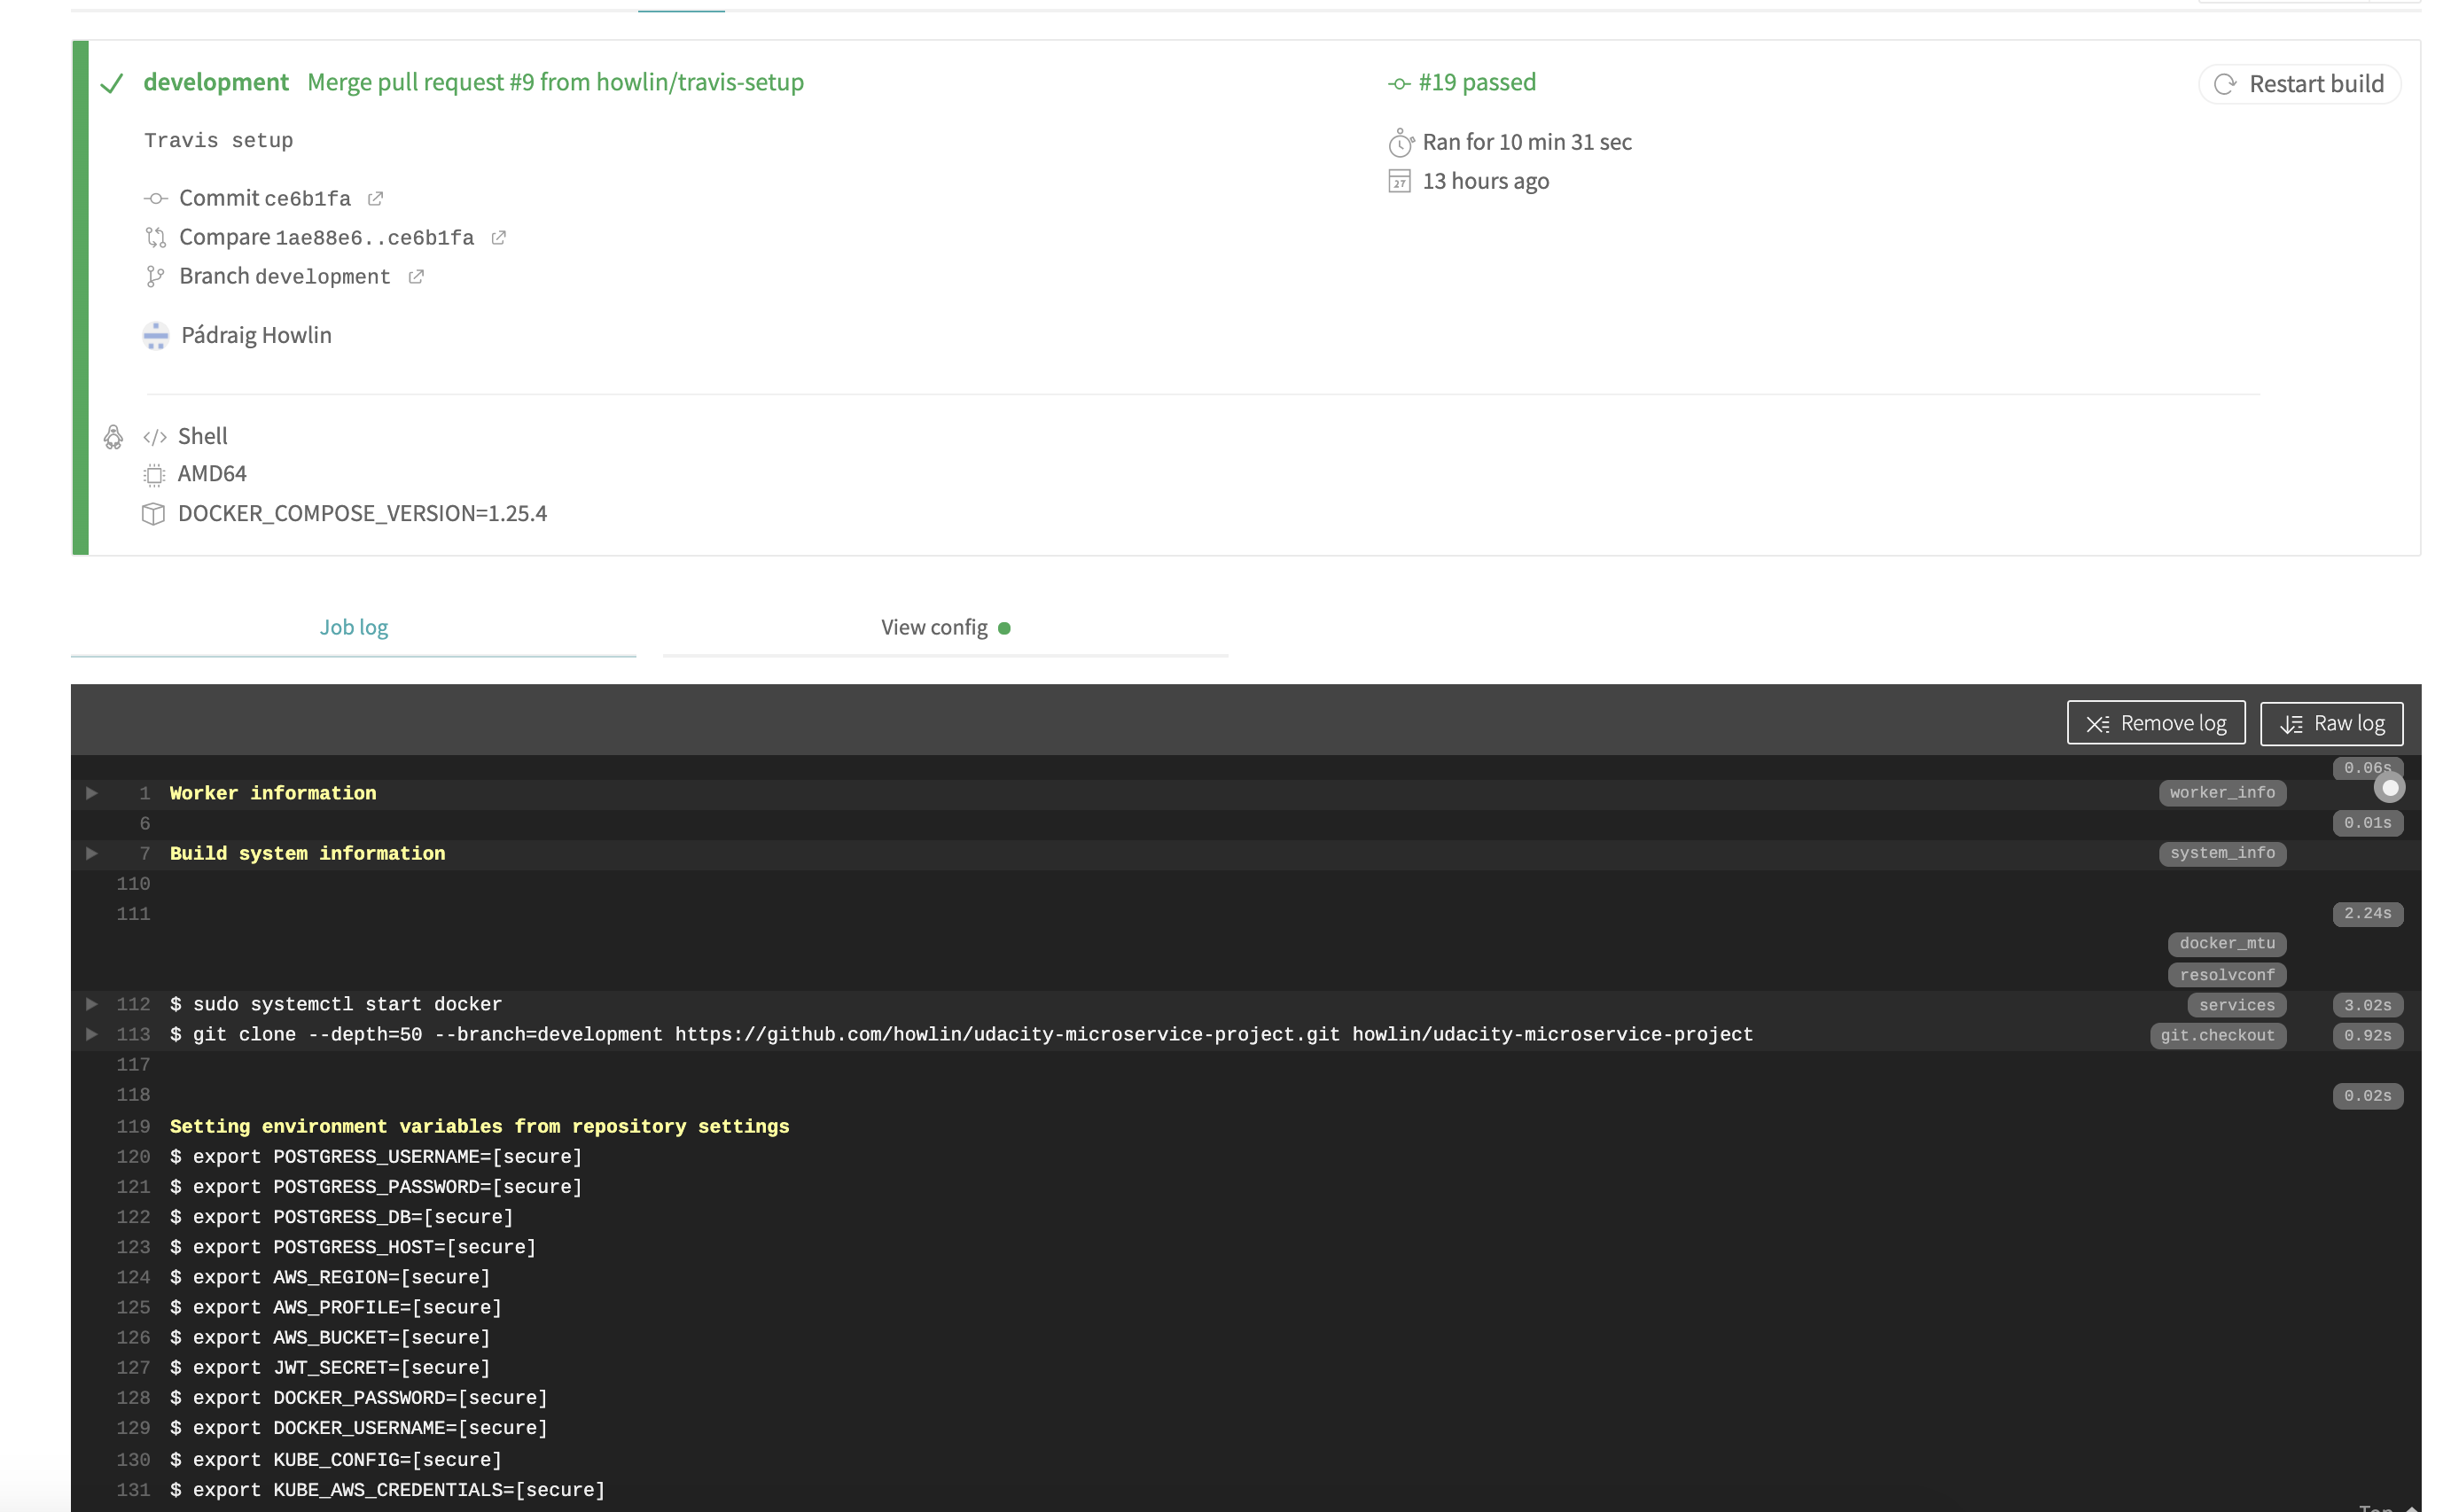 development Merge pull request #9 from howlin/travis-setup
#19 passed
Restart build
Travis setup
Ran for 10 min 31 sec
13 hours ago
Commit ce6b1fa
Compare 1ae88e6..ce6b1fa
Branch development
Pádraig Howlin
Shell
AMD64
DOCKER_COMPOSE_VERSION=1.25.4
Job log
View config
Remove log
Raw log
0.06s
1 Worker information worker_info
6 0.01s
7 Build system information system_info
110
111 2.24s
docker_mtu
resolvconf
112 $ sudo systemctl start docker services 3.02s
113 $ git clone --depth=50 --branch=development https://github.com/howlin/udacity-microservice-project.git howlin/udacity-microservice-project git.checkout 0.92s
117
118 0.02s
119 Setting environment variables from repository settings
120 $ export POSTGRESS_USERNAME=[secure]
121 $ export POSTGRESS_PASSWORD=[secure]
122 $ export POSTGRESS_DB=[secure]
123 $ export POSTGRESS_HOST=[secure]
124 $ export AWS_REGION=[secure]
125 $ export AWS_PROFILE=[secure]
126 $ export AWS_BUCKET=[secure]
127 $ export JWT_SECRET=[secure]
128 $ export DOCKER_PASSWORD=[secure]
129 $ export DOCKER_USERNAME=[secure]
130 $ export KUBE_CONFIG=[secure]
131 $ export KUBE_AWS_CREDENTIALS=[secure]